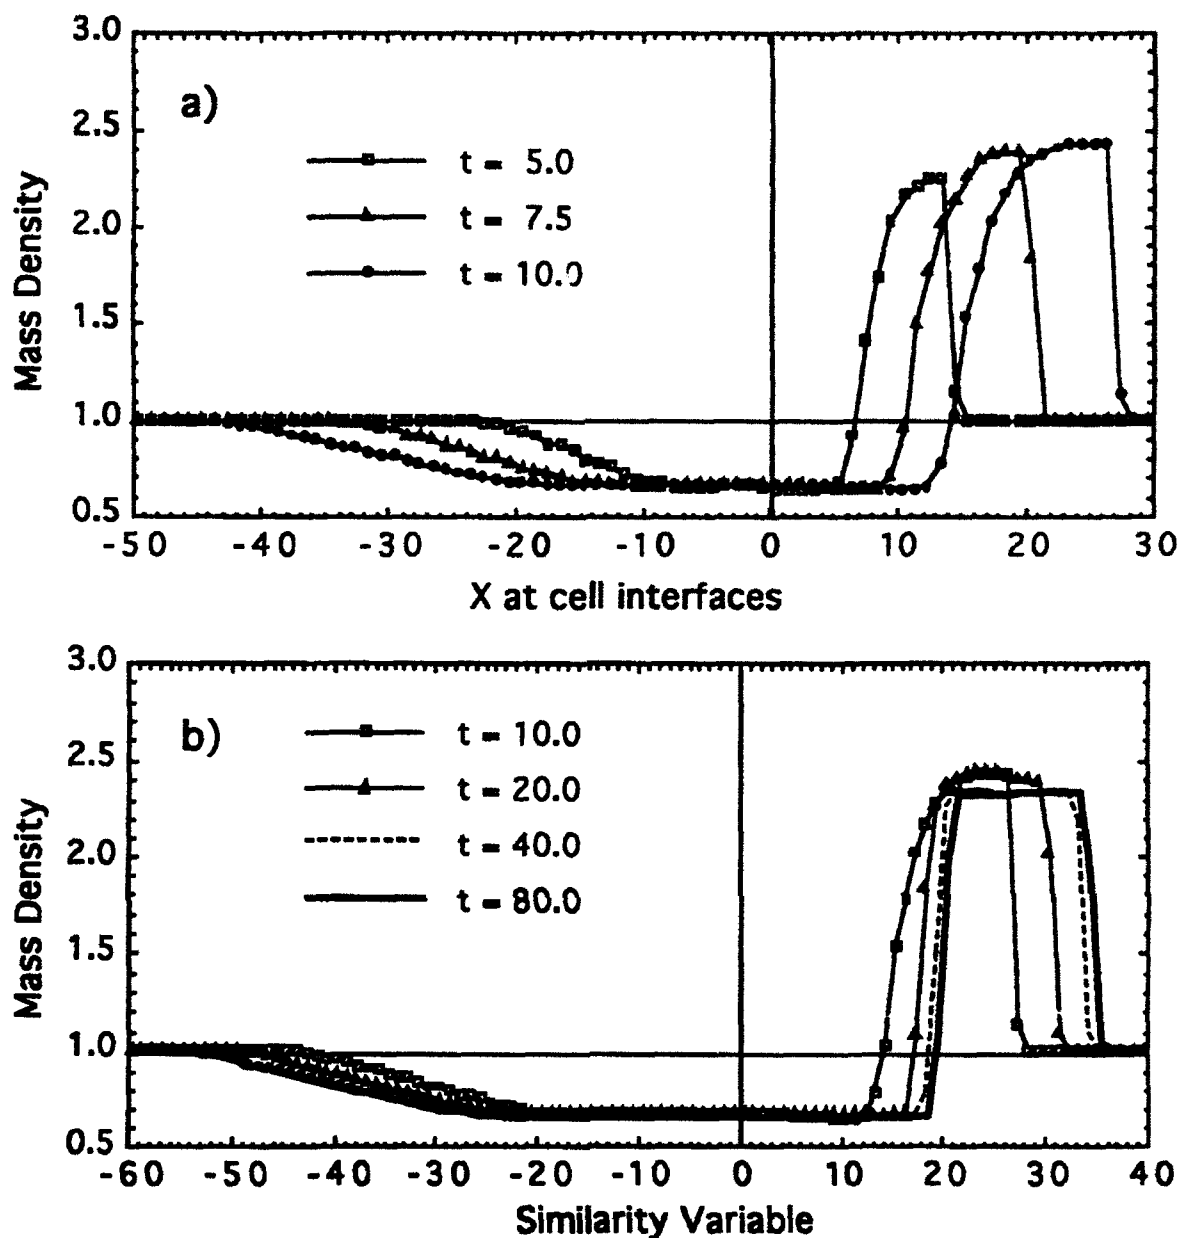 3.0
a)
2.5
t = 5.0
t = 7.5
t = 10.0
2.0
1.5
1.0
0.5
Mass Density
-50 -40 -30 -20 -10 0 10 20 30
X at cell interfaces
3.0
b)
2.5
t = 10.0
t = 20.0
t = 40.0
t = 80.0
2.0
1.5
1.0
0.5
Mass Density
-60 -50 -40 -30 -20 -10 0 10 20 30 40
Similarity Variable